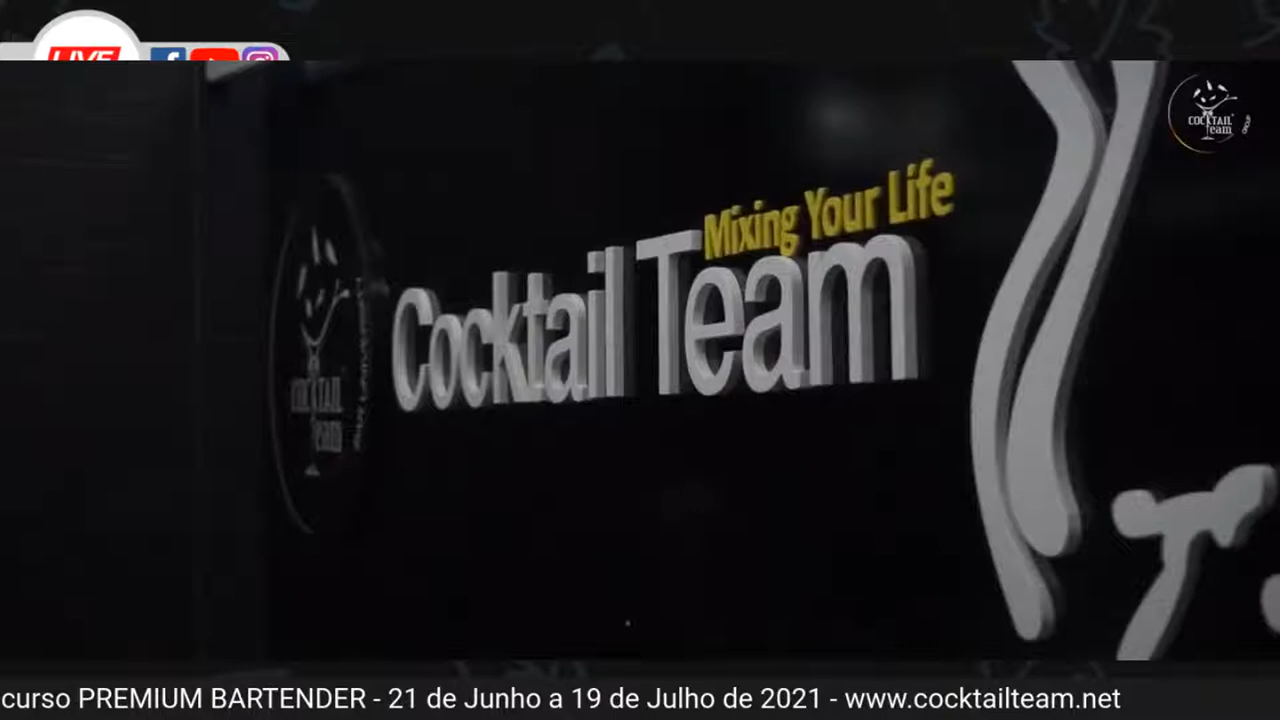 LIVE
COCKTAIL
Team
GROUP
Mixing Your Life
Cocktail Team
COCKTAIL
Team
curso PREMIUM BARTENDER - 21 de Junho a 19 de Julho de 2021 - www.cocktailteam.net